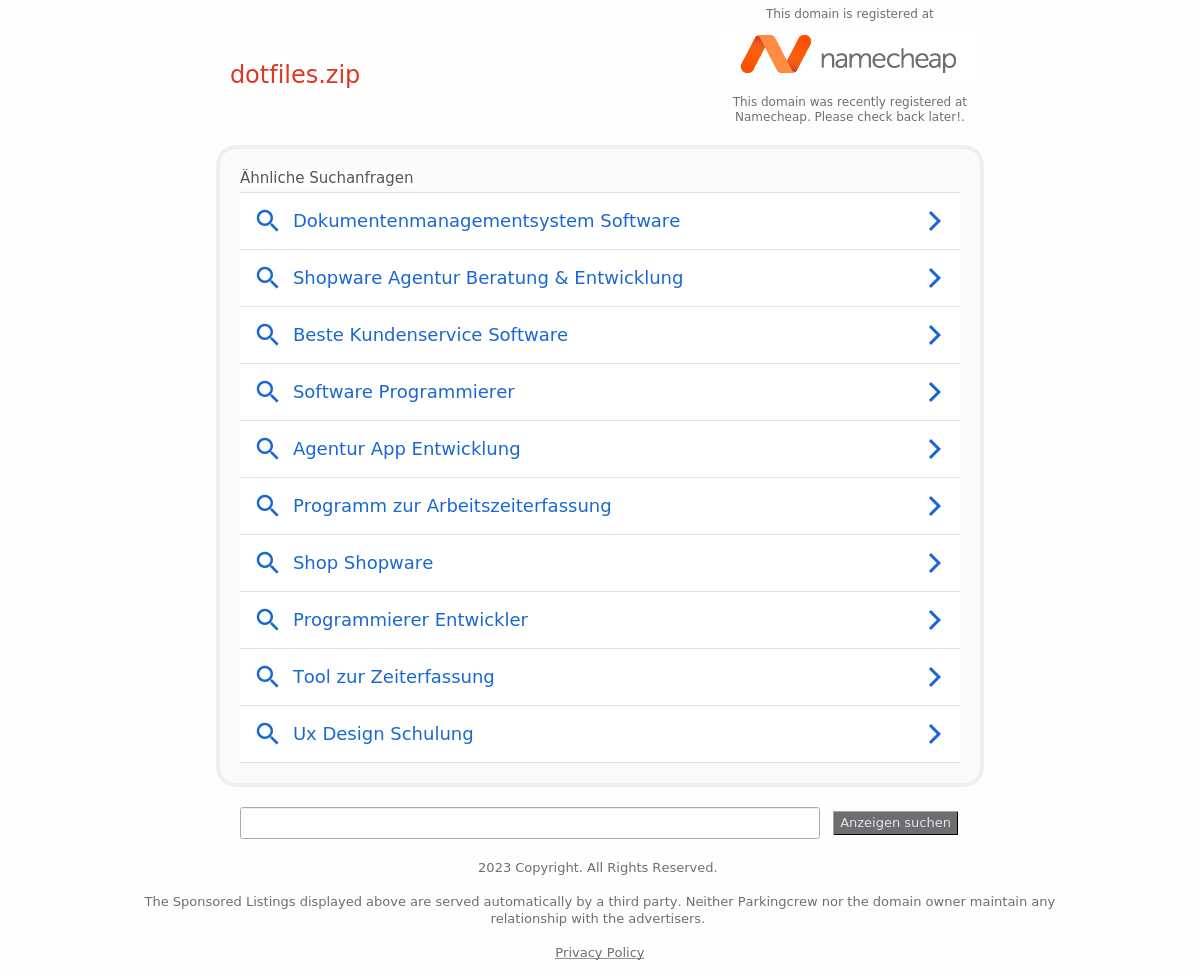 This domain is registered at
dotfiles.zip
namecheap
This domain was recently registered at
Namecheap. Please check back later!.
Ähnliche Suchanfragen
Dokumentenmanagementsystem Software
Shopware Agentur Beratung & Entwicklung
Beste Kundenservice Software
Software Programmierer
Agentur App Entwicklung
Programm zur Arbeitszeiterfassung
Shop Shopware
Programmierer Entwickler
Tool zur Zeiterfassung
Ux Design Schulung
Anzeigen suchen
2023 Copyright. All Rights Reserved.
The Sponsored Listings displayed above are served automatically by a third party. Neither Parkingcrew nor the domain owner maintain any
relationship with the advertisers.
Privacy Policy